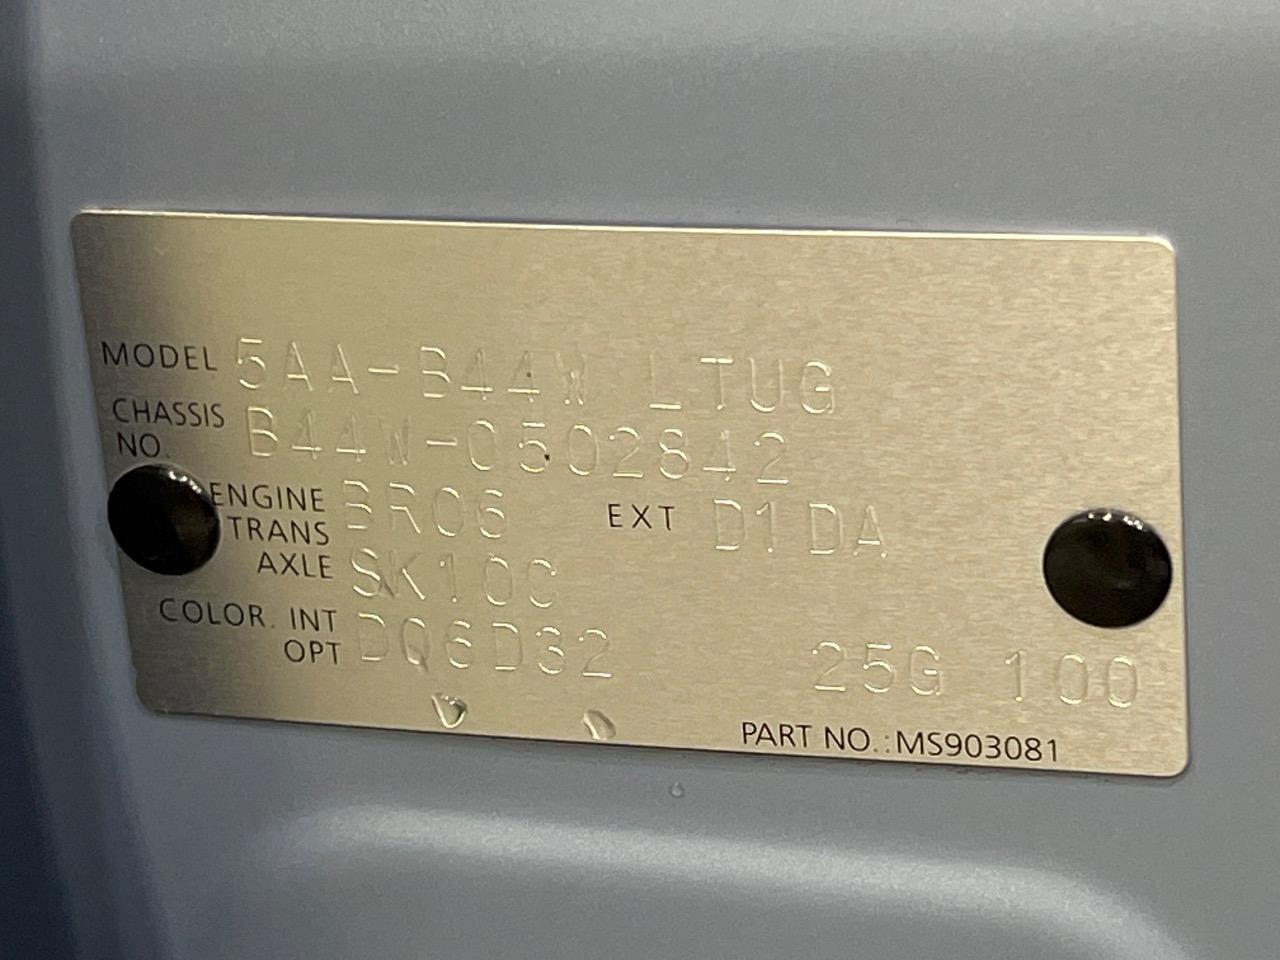 MODEL 5AA-B44W LTUG
CHASSIS NO. B44W-0502842
ENGINE BR06 EXT D1DA
TRANS
AXLE SK10C
COLOR. INT
OPT DQ6D32 25G 100
PART NO.:MS903081